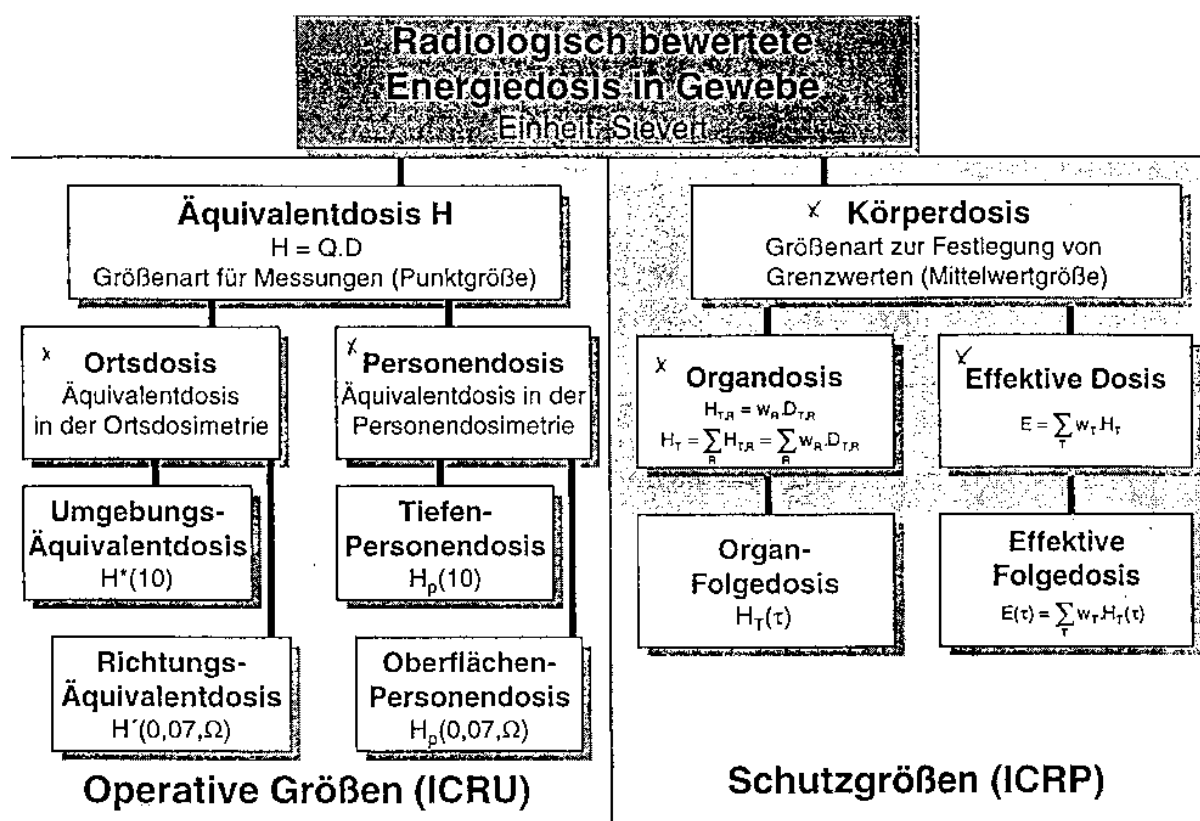 Radiologisch bewertete
Energiedosis in Gewebe
Einheit: Sievert
Äquivalentdosis H
H = Q.D
Größenart für Messungen (Punktgröße)
x Ortsdosis
Äquivalentdosis
in der Ortsdosimetrie
x Personendosis
Äquivalentdosis in der
Personendosimetrie
Umgebungs-
Äquivalentdosis
H*(10)
Tiefen-
Personendosis
Hₚ(10)
Richtungs-
Äquivalentdosis
H´(0,07,Ω)
Oberflächen-
Personendosis
Hₚ(0,07,Ω)
Operative Größen (ICRU)
x Körperdosis
Größenart zur Festlegung von
Grenzwerten (Mittelwertgröße)
x Organdosis
H_T,R = w_R.D_T,R
H_T = ∑_R H_T,R = ∑_R w_R.D_T,R
x Effektive Dosis
E = ∑_T w_T.H_T
Organ-
Folgedosis
H_T(τ)
Effektive
Folgedosis
E(τ) = ∑_T w_T.H_T(τ)
Schutzgrößen (ICRP)